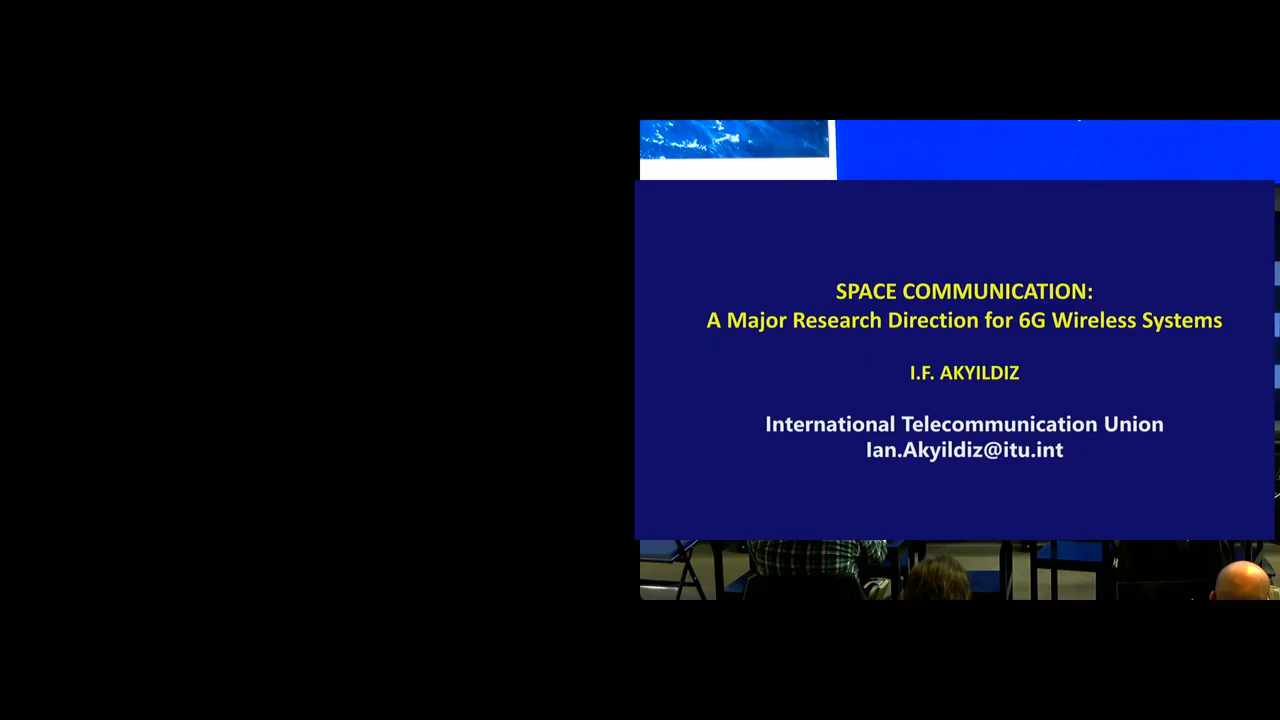 SPACE COMMUNICATION:
A Major Research Direction for 6G Wireless Systems
I.F. AKYILDIZ
International Telecommunication Union
Ian.Akyildiz@itu.int